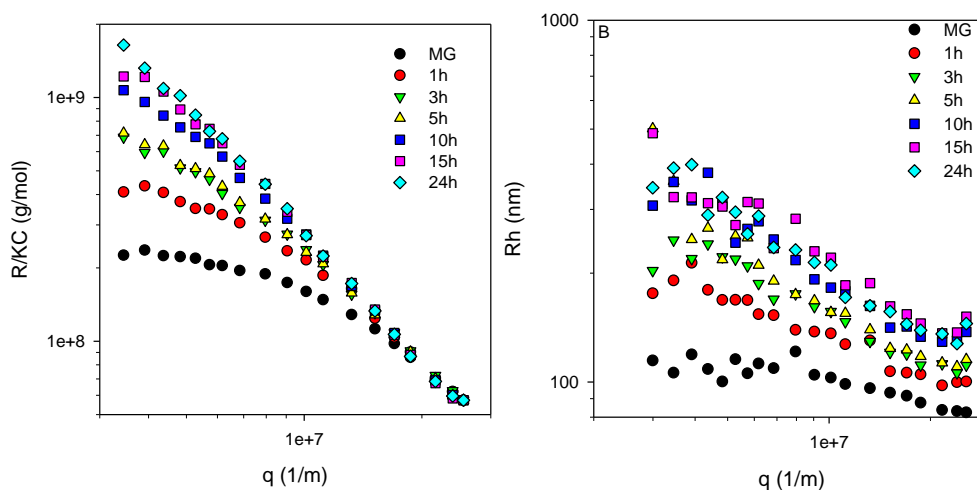 R/KC (g/mol)
1e+9
1e+8
MG
1h
3h
5h
10h
15h
24h
1e+7
q (1/m)
B
Rh (nm)
1000
100
MG
1h
3h
5h
10h
15h
24h
1e+7
q (1/m)